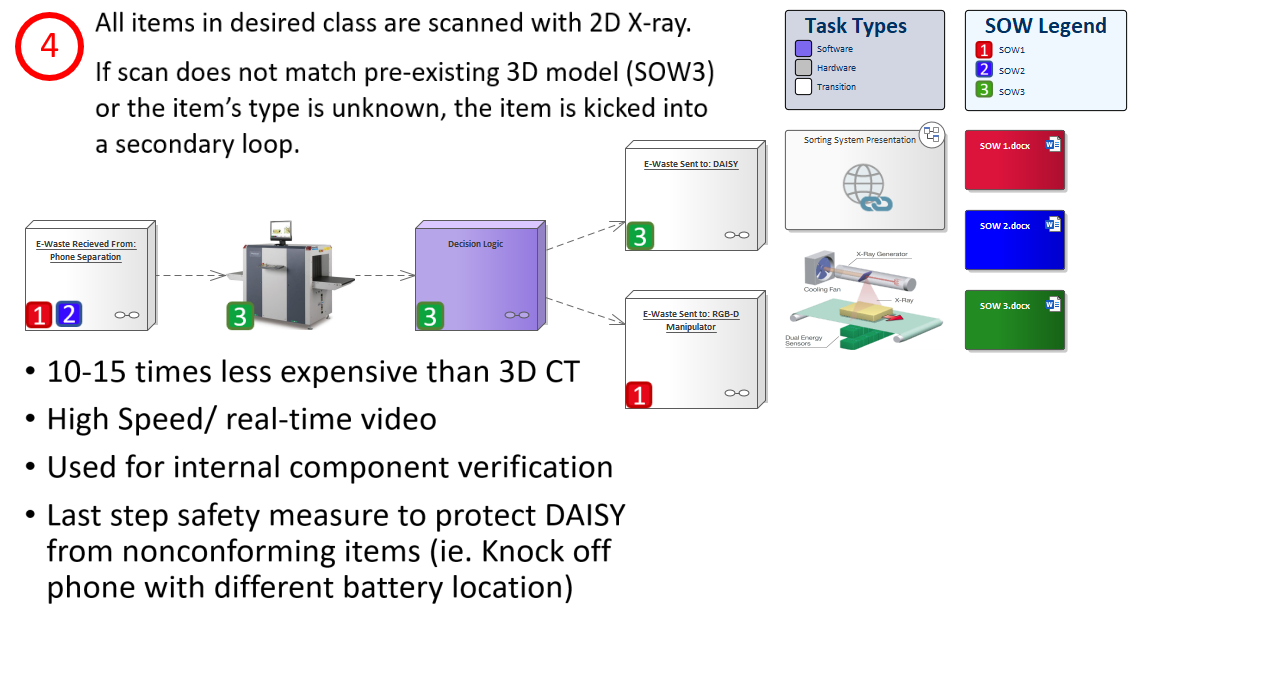 4
All items in desired class are scanned with 2D X-ray.
If scan does not match pre-existing 3D model (SOW3)
or the item's type is unknown, the item is kicked into
a secondary loop.
Task Types
Software
Hardware
Transition
SOW Legend
1 SOW1
2 SOW2
3 SOW3
E-Waste Recieved From:
Phone Separation
1 2
3
Decision Logic
3
E-Waste Sent to: DAISY
3
E-Waste Sent to: RGB-D
Manipulator
1
Sorting System Presentation
X-Ray Generator
Cooling Fan
X-Ray
Dual Energy
Sensors
SOW 1.docx
SOW 2.docx
SOW 3.docx
• 10-15 times less expensive than 3D CT
• High Speed/ real-time video
• Used for internal component verification
• Last step safety measure to protect DAISY
from nonconforming items (ie. Knock off
phone with different battery location)